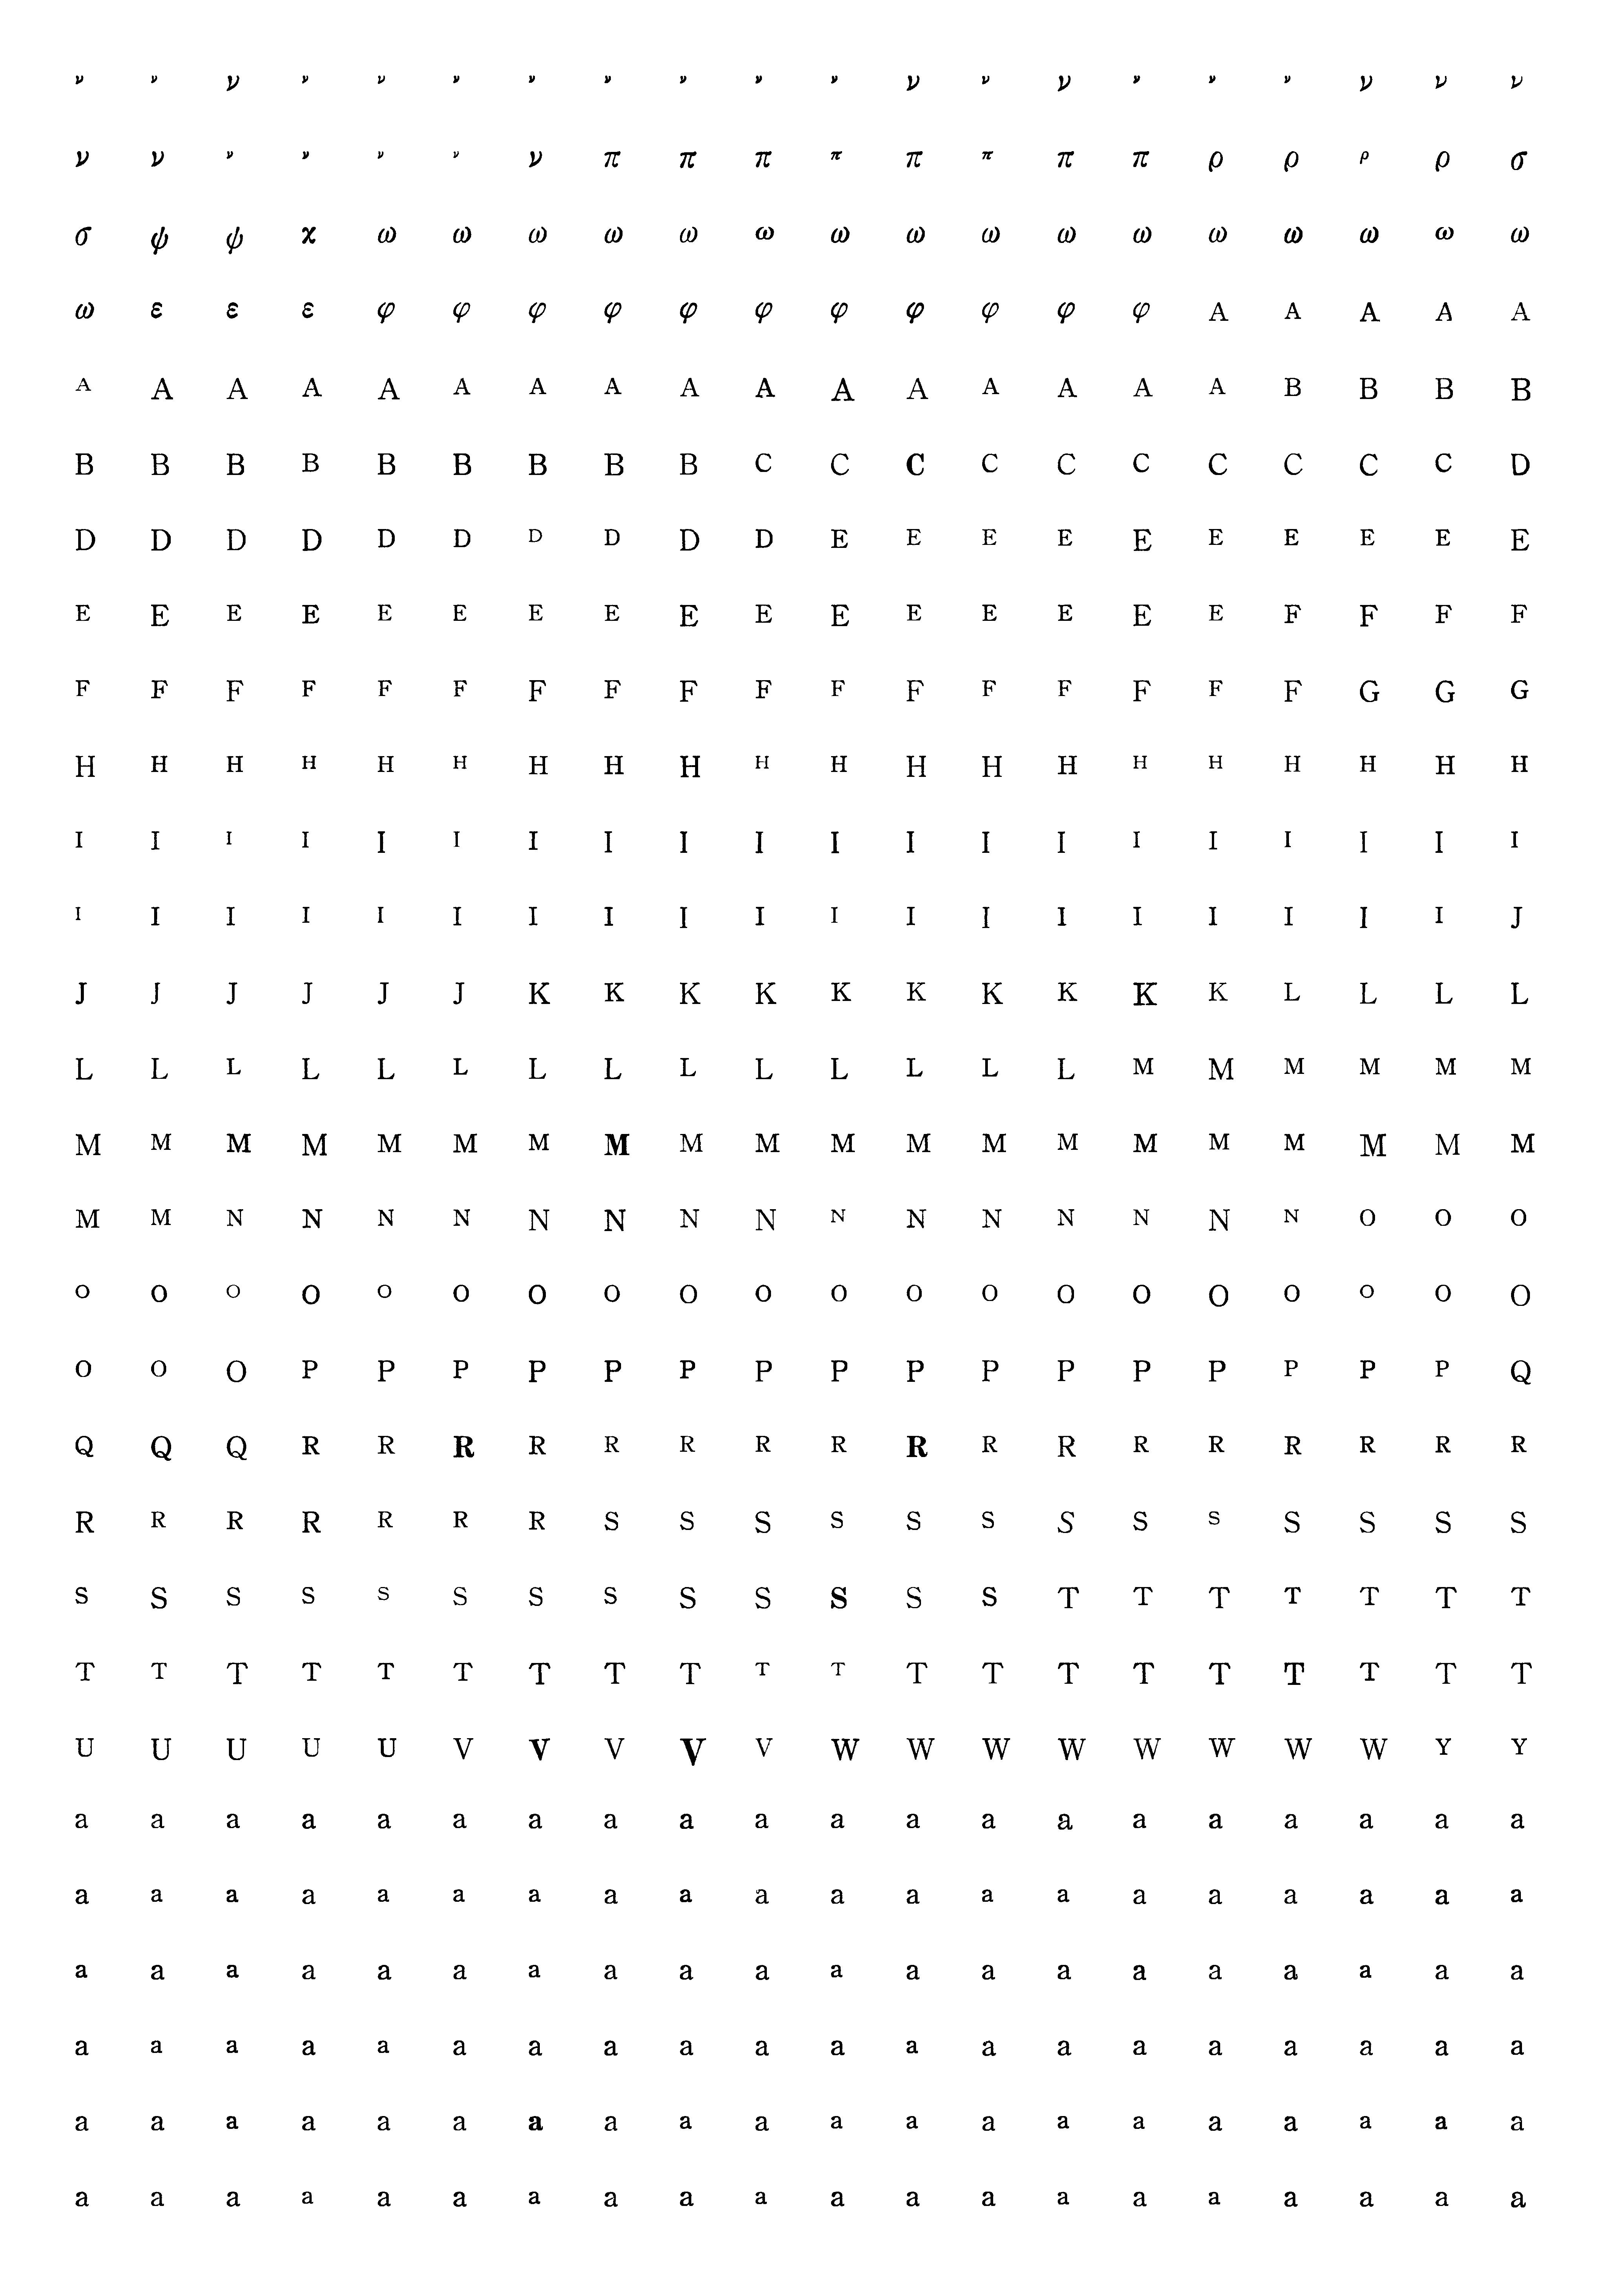 ν ν ν ν ν ν ν ν ν ν ν ν ν ν ν ν ν ν ν ν
ν ν ν ν ν ν ν π π π π π π π π ρ ρ ρ ρ σ
σ ψ ψ χ ω ω ω ω ω ω ω ω ω ω ω ω ω ω ω ω
ω ε ε ε φ φ φ φ φ φ φ φ φ φ φ A A A A A
A A A A A A A A A A A A A A A A B B B B
B B B B B B B B B C C C C C C C C C C D
D D D D D D D D D D E E E E E E E E E E
E E E E E E E E E E E E E E E E F F F F
F F F F F F F F F F F F F F F F F G G G
H H H H H H H H H H H H H H H H H H H H
I I I I I I I I I I I I I I I I I I I I
I I I I I I I I I I I I I I I I I I I J
J J J J J J K K K K K K K K K K L L L L
L L L L L L L L L L L L L L M M M M M M
M M M M M M M M M M M M M M M M M M M M
M M N N N N N N N N N N N N N N N O O O
O O O O O O O O O O O O O O O O O O O O
O O O P P P P P P P P P P P P P P P P Q
Q Q Q R R R R R R R R R R R R R R R R R
R R R R R R R S S S S S S S S S S S S S
S S S S S S S S S S S S S T T T T T T T
T T T T T T T T T T T T T T T T T T T T
U U U U U V V V V V W W W W W W W W Y Y
a a a a a a a a a a a a a a a a a a a a
a a a a a a a a a a a a a a a a a a a a
a a a a a a a a a a a a a a a a a a a a
a a a a a a a a a a a a a a a a a a a a
a a a a a a a a a a a a a a a a a a a a
a a a a a a a a a a a a a a a a a a a a